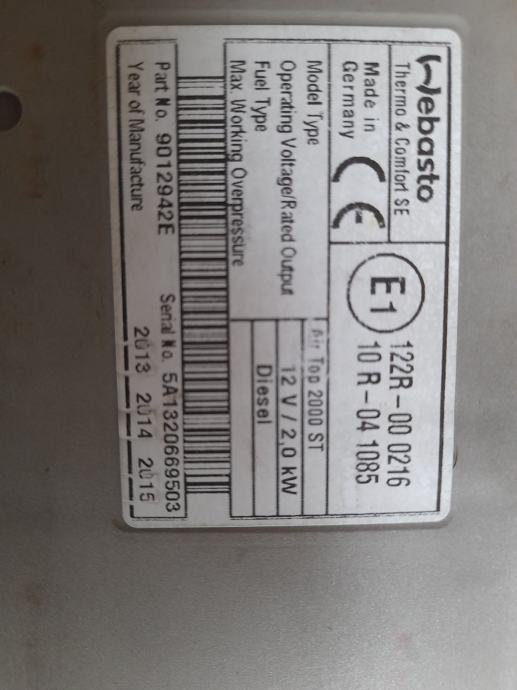 Webasto
Thermo & Comfort SE
Made in
Germany
CE
E1
122R - 00 0216
10 R - 04 1085
Model Type Air Top 2000 ST
Operating Voltage/Rated Output 12 V / 2,0 kW
Fuel Type Diesel
Max. Working Overpressure
Part No. 9012942E Serial No. 5A1320669503
Year of Manufacture 2013 2014 2015